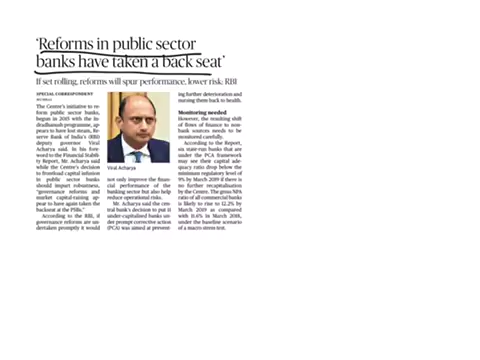 ‘Reforms in public sector
banks have taken a back seat’
If set rolling, reforms will spur performance, lower risk: RBI
SPECIAL CORRESPONDENT
MUMBAI
The Centre's initiative to re-
form public sector banks,
begun in 2015 with the In-
dradhanush programme, ap-
pears to have lost steam, Re-
serve Bank of India's (RBI)
deputy governor Viral
Acharya said. In his fore-
word to the Financial Stabili-
ty Report, Mr. Acharya said
while the Centre's decision
to frontload capital infusion
in public sector banks
should impart robustness,
“governance reforms and
market capital-raising ap-
pear to have again taken the
backseat at the PSBs.”
According to the RBI, if
governance reforms are un-
dertaken promptly it would
Viral Acharya
not only improve the finan-
cial performance of the
banking sector but also help
reduce operational risks.
Mr. Acharya said the cen-
tral bank's decision to put it
under-capitalised banks un-
der prompt corrective action
(PCA) was aimed at prevent-
ing further deterioration and
nursing them back to health.
Monitoring needed
However, the resulting shift
of flows of finance to non-
bank sources needs to be
monitored carefully.
According to the Report,
six state-run banks that are
under the PCA framework
may see their capital ade-
quacy ratio drop below the
minimum regulatory level of
9% by March 2019 if there is
no further recapitalisation
by the Centre. The gross NPA
ratio of all commercial banks
is likely to rise to 12.2% by
March 2019 as compared
with 11.6% in March 2018,
under the baseline scenario
of a macro stress test.